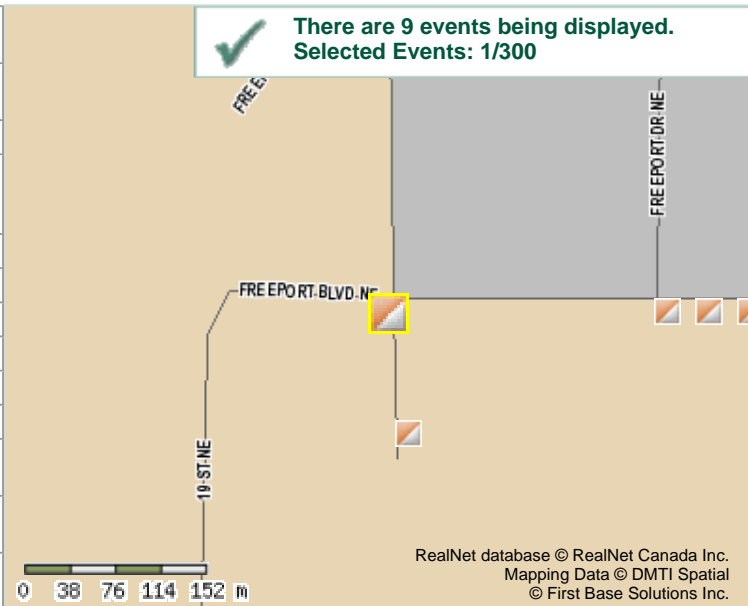 There are 9 events being displayed.
Selected Events: 1/300
FREEPORT-DR-NE
FREEPORT-BLVD-NE
19-ST-NE
0 38 76 114 152 m
RealNet database © RealNet Canada Inc.
Mapping Data © DMTI Spatial
© First Base Solutions Inc.